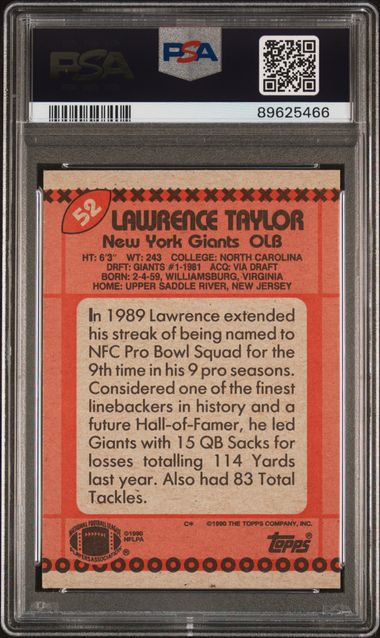 PSA
PSA
89625466
52
LAWRENCE TAYLOR
New York Giants OLB
HT: 6'3" WT: 243 COLLEGE: NORTH CAROLINA
DRFT: GIANTS #1-1981 ACQ: VIA DRAFT
BORN: 2-4-59, WILLIAMSBURG, VIRGINIA
HOME: UPPER SADDLE RIVER, NEW JERSEY
In 1989 Lawrence extended
his streak of being named to
NFC Pro Bowl Squad for the
9th time in his 9 pro seasons.
Considered one of the finest
linebackers in history and a
future Hall-of-Famer, he led
Giants with 15 QB Sacks for
losses totalling 114 Yards
last year. Also had 83 Total
Tackles.
C* ©1990 THE TOPPS COMPANY, INC.
NATIONAL FOOTBALL LEAGUE
PLAYERS ASSOCIATION
®
©1990
NFLPA
topps®